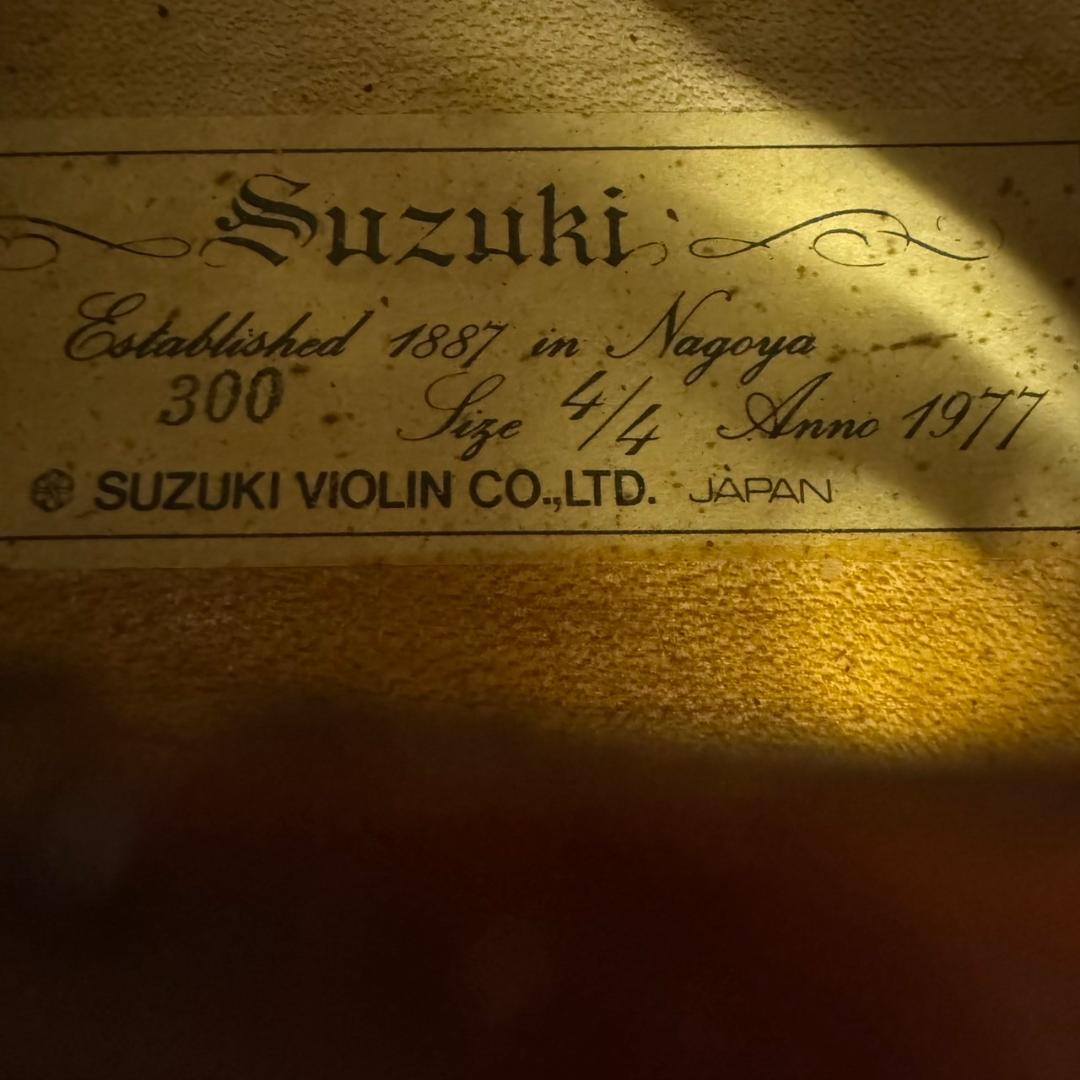 Suzuki
Established 1887 in Nagoya
300 Size 4/4 Anno 1977
SUZUKI VIOLIN CO.,LTD. JAPAN